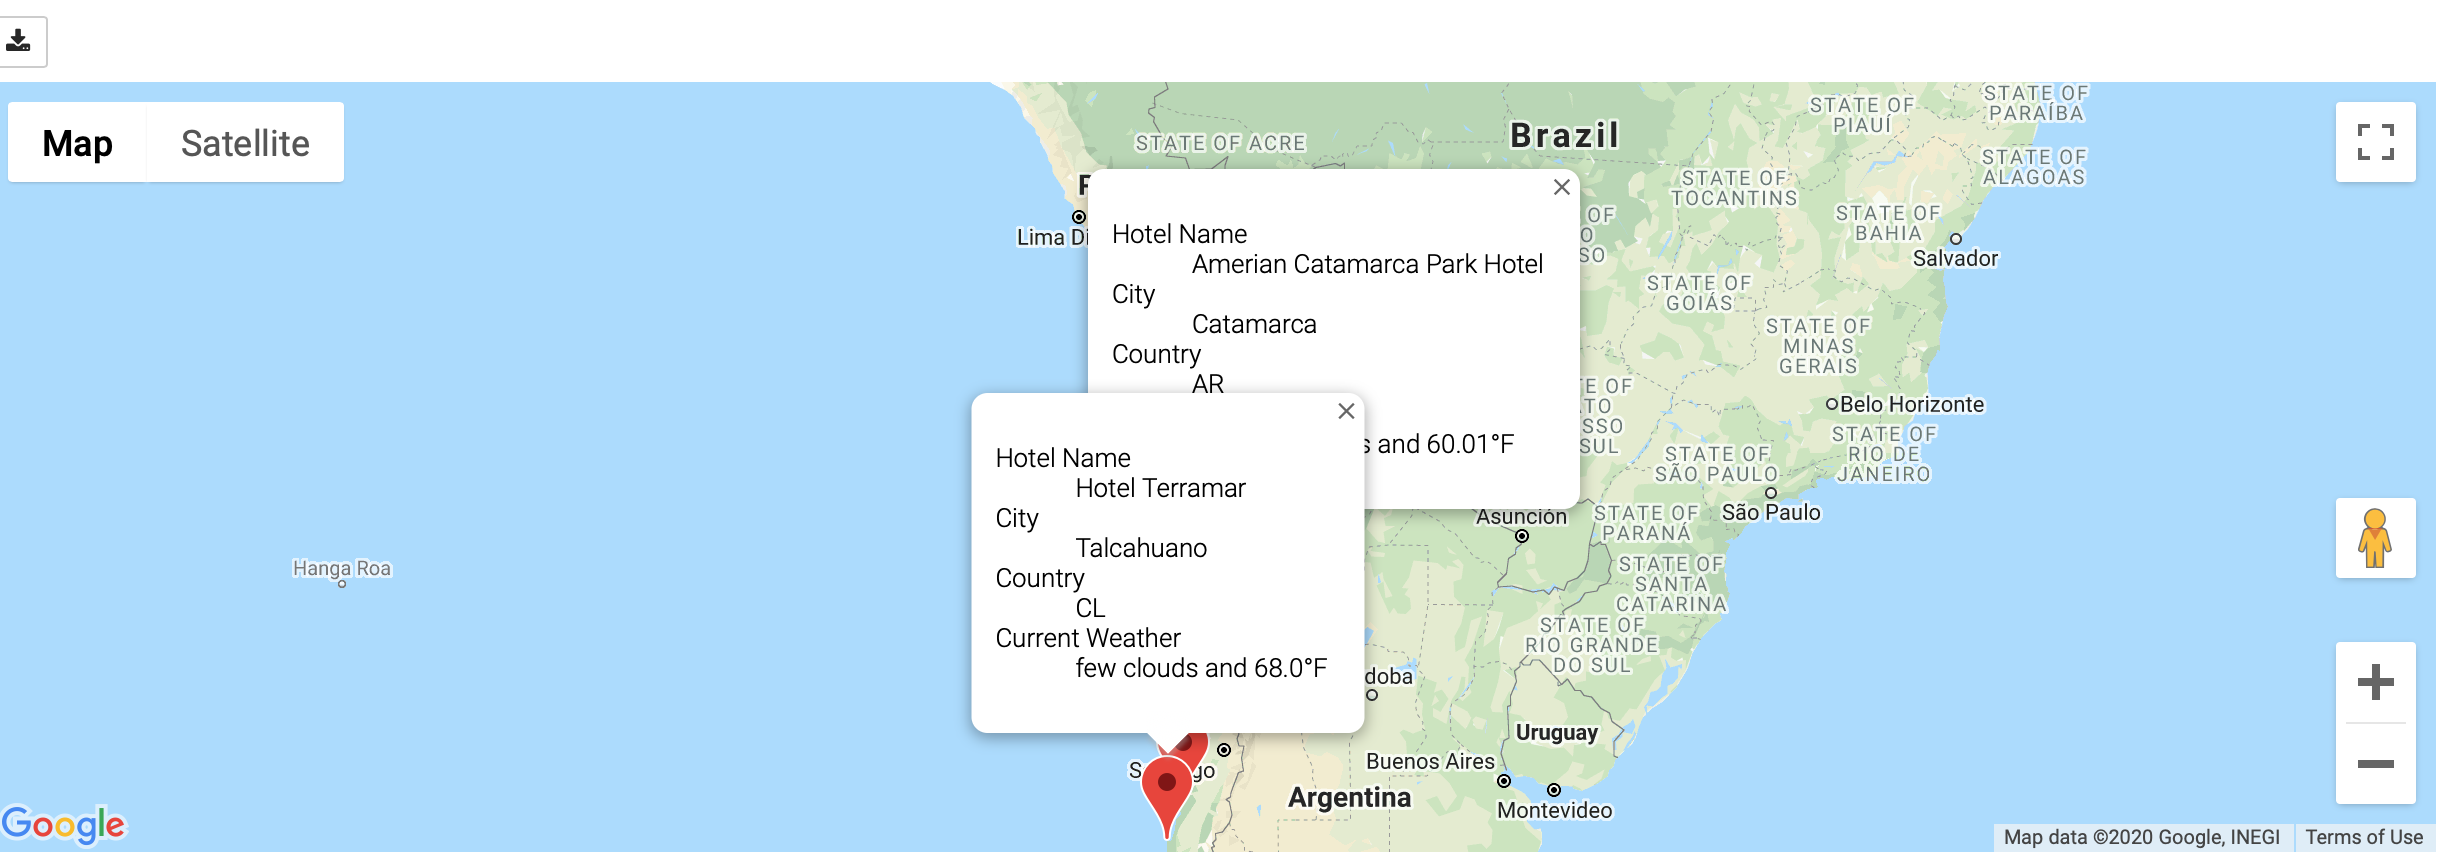 Map
Satellite
STATE OF ACRE
Brazil
STATE OF
PIAUÍ
STATE OF
PARAÍBA
STATE OF
ALAGOAS
STATE OF
TOCANTINS
STATE OF
BAHIA
Salvador
Lima
Hotel Name
Amerian Catamarca Park Hotel
City
Catamarca
Country
AR
and 60.01°F
STATE OF
GOIÁS
STATE OF
MINAS
GERAIS
Belo Horizonte
STATE OF
RIO DE
JANEIRO
STATE OF
SÃO PAULO
São Paulo
OF
SUL
Asunción
STATE OF
PARANÁ
STATE OF
SANTA
CATARINA
STATE OF
RIO GRANDE
DO SUL
Hanga Roa
Hotel Name
Hotel Terramar
City
Talcahuano
Country
CL
Current Weather
few clouds and 68.0°F
Uruguay
Buenos Aires
Argentina
Montevideo
Google
Map data ©2020 Google, INEGI
Terms of Use